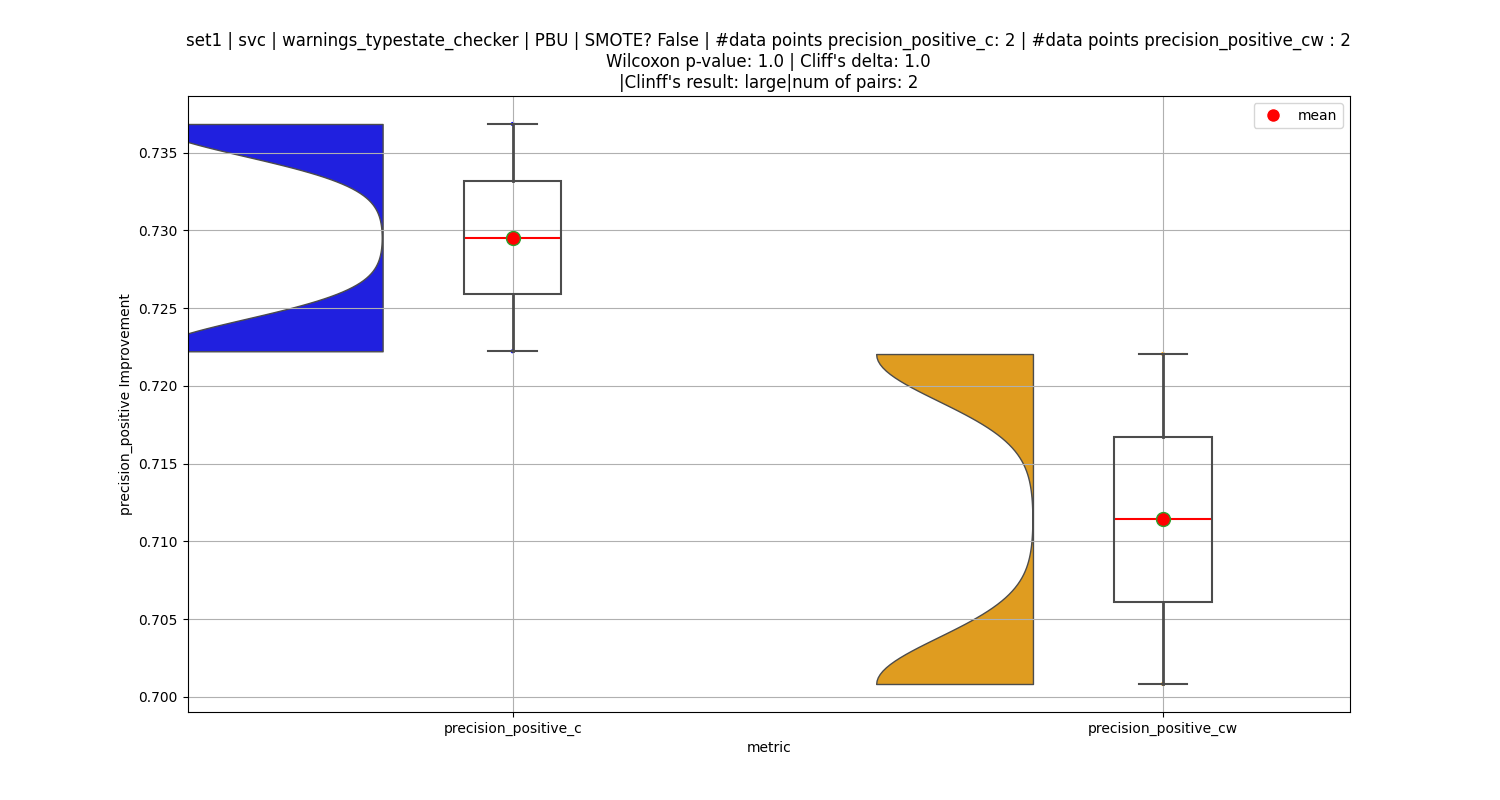 set1 | svc | warnings_typestate_checker | PBU | SMOTE? False | #data points precision_positive_c: 2 | #data points precision_positive_cw : 2
Wilcoxon p-value: 1.0 | Cliff's delta: 1.0
|Clinff's result: large|num of pairs: 2
mean
precision_positive Improvement
0.735
0.730
0.725
0.720
0.715
0.710
0.705
0.700
precision_positive_c
precision_positive_cw
metric